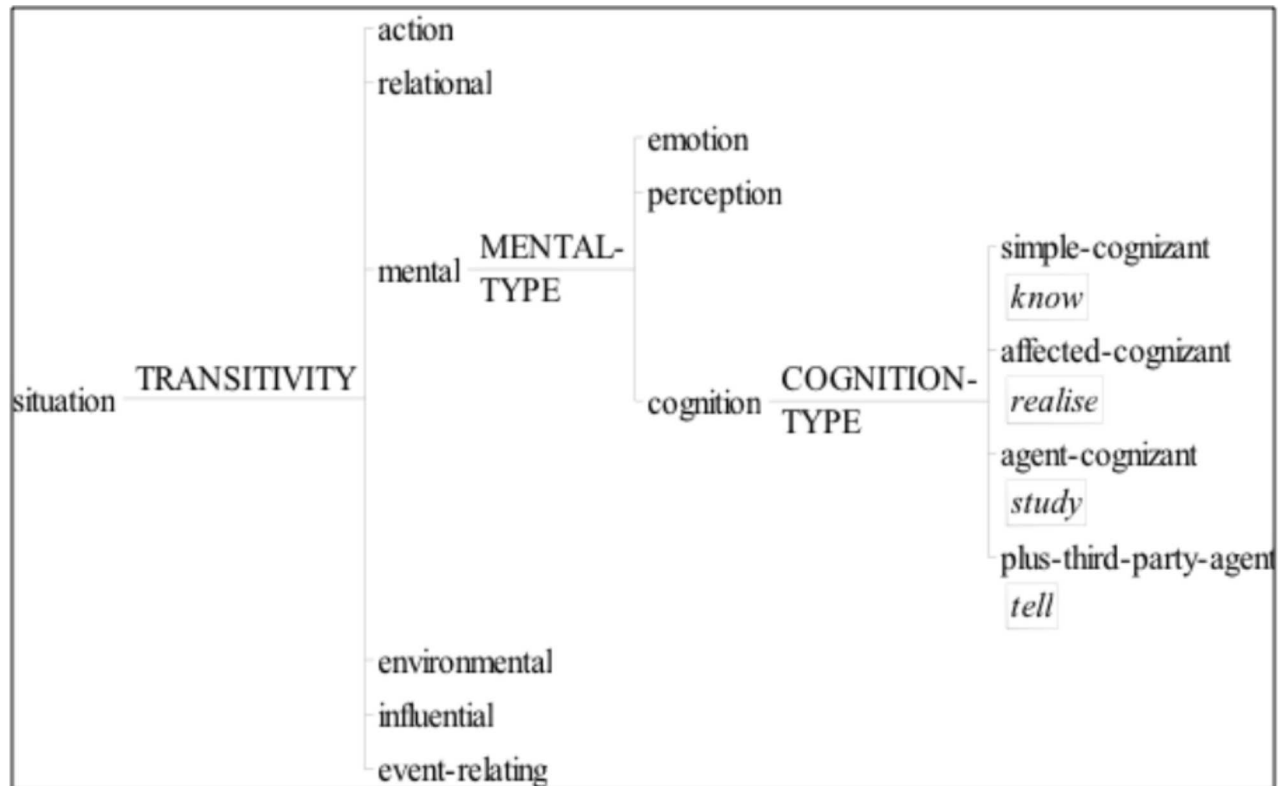 action
relational
emotion
perception
MENTAL-
simple-cognizant
mental
TYPE
know
affected-cognizant
TRANSITIVITY
COGNITION-
situation
cognition
realise
TYPE
agent-cognizant
study
plus-third-party-agent
tell
environmental
influential
event-relating